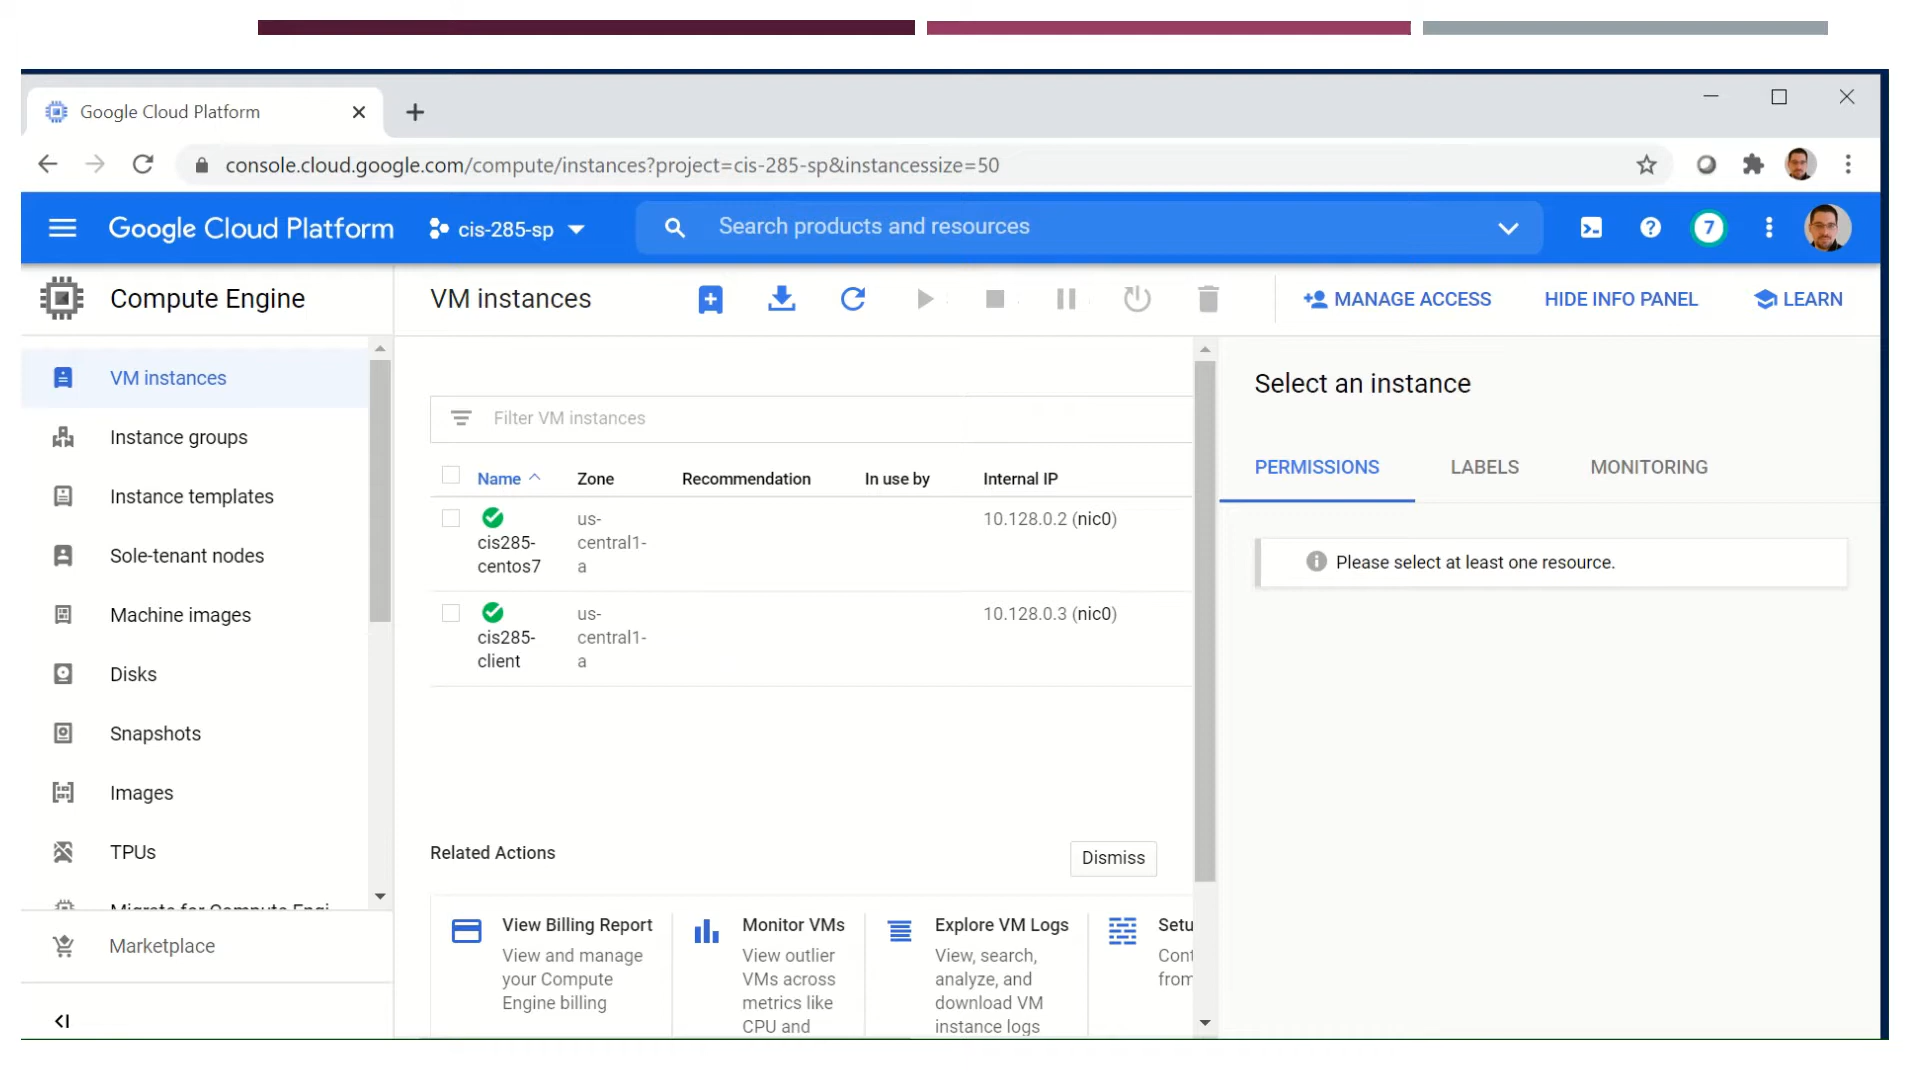 Google Cloud Platform
console.cloud.google.com/compute/instances?project=cis-285-sp&instancessize=50
Google Cloud Platform
cis-285-sp
Search products and resources
7
Compute Engine
VM instances
MANAGE ACCESS
HIDE INFO PANEL
LEARN
VM instances
Instance groups
Instance templates
Sole-tenant nodes
Machine images
Disks
Snapshots
Images
TPUs
Migrate for Compute Engi
Marketplace
Filter VM instances
Name Zone Recommendation In use by Internal IP
cis285-
centos7
us-
central1-
a
10.128.0.2 (nic0)
cis285-
client
us-
central1-
a
10.128.0.3 (nic0)
Related Actions
Dismiss
View Billing Report
View and manage
your Compute
Engine billing
Monitor VMs
View outlier
VMs across
metrics like
CPU and
Explore VM Logs
View, search,
analyze, and
download VM
instance logs
Setu
Cont
from
Select an instance
PERMISSIONS
LABELS
MONITORING
Please select at least one resource.